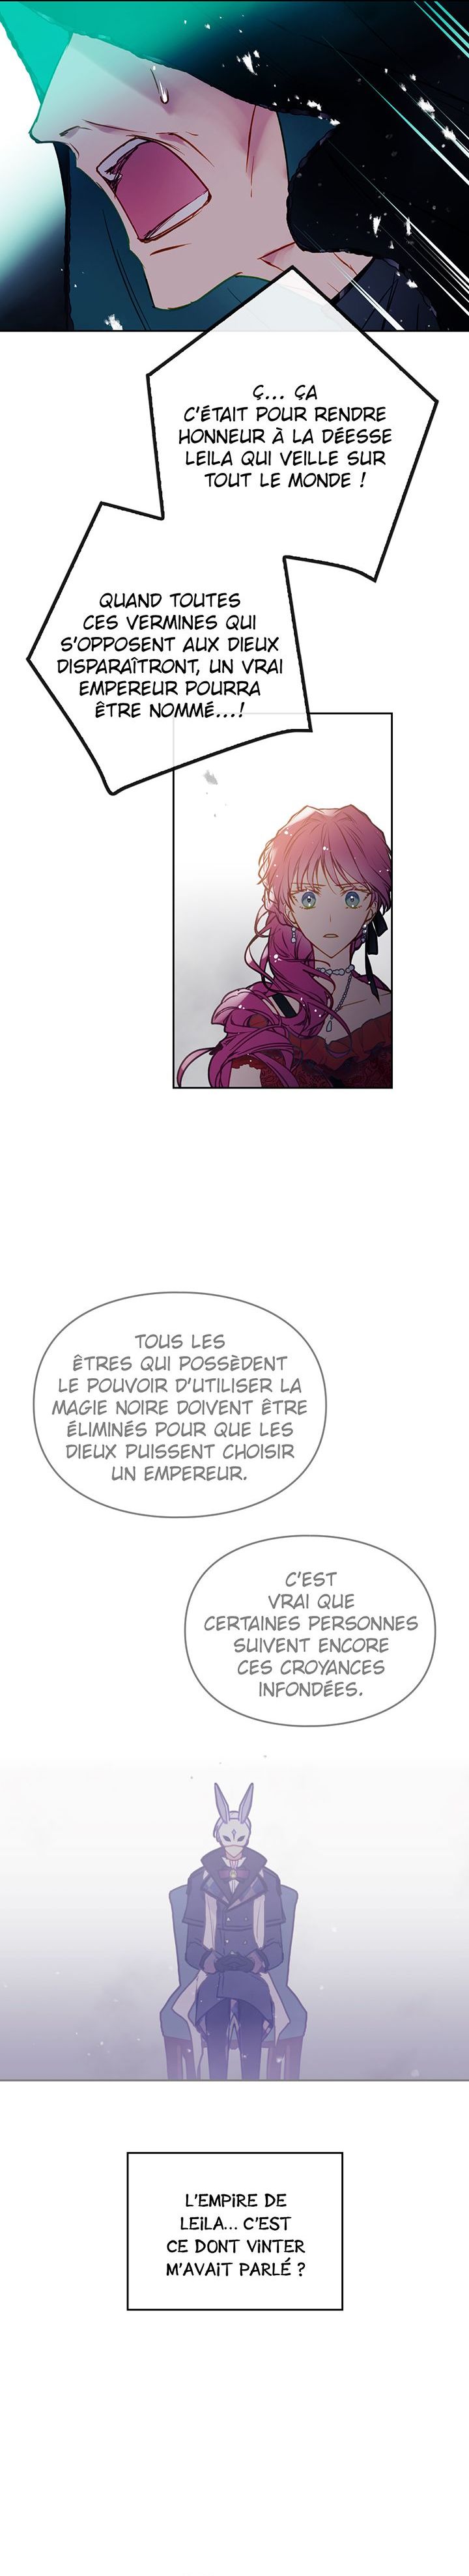 Ç... ÇA
C'ÉTAIT POUR RENDRE
HONNEUR À LA DÉESSE
LEILA QUI VEILLE SUR
TOUT LE MONDE !
QUAND TOUTES
CES VERMINES QUI
S'OPPOSENT AUX DIEUX
DISPARAÎTRONT, UN VRAI
EMPEREUR POURRA
ÊTRE NOMMÉ...!
TOUS LES
ÊTRES QUI POSSÈDENT
LE POUVOIR D'UTILISER LA
MAGIE NOIRE DOIVENT ÊTRE
ÉLIMINÉS POUR QUE LES
DIEUX PUISSENT CHOISIR
UN EMPEREUR.
C'EST
VRAI QUE
CERTAINES PERSONNES
SUIVENT ENCORE
CES CROYANCES
INFONDÉES.
L'EMPIRE DE
LEILA... C'EST
CE DONT VINTER
M'AVAIT PARLÉ ?